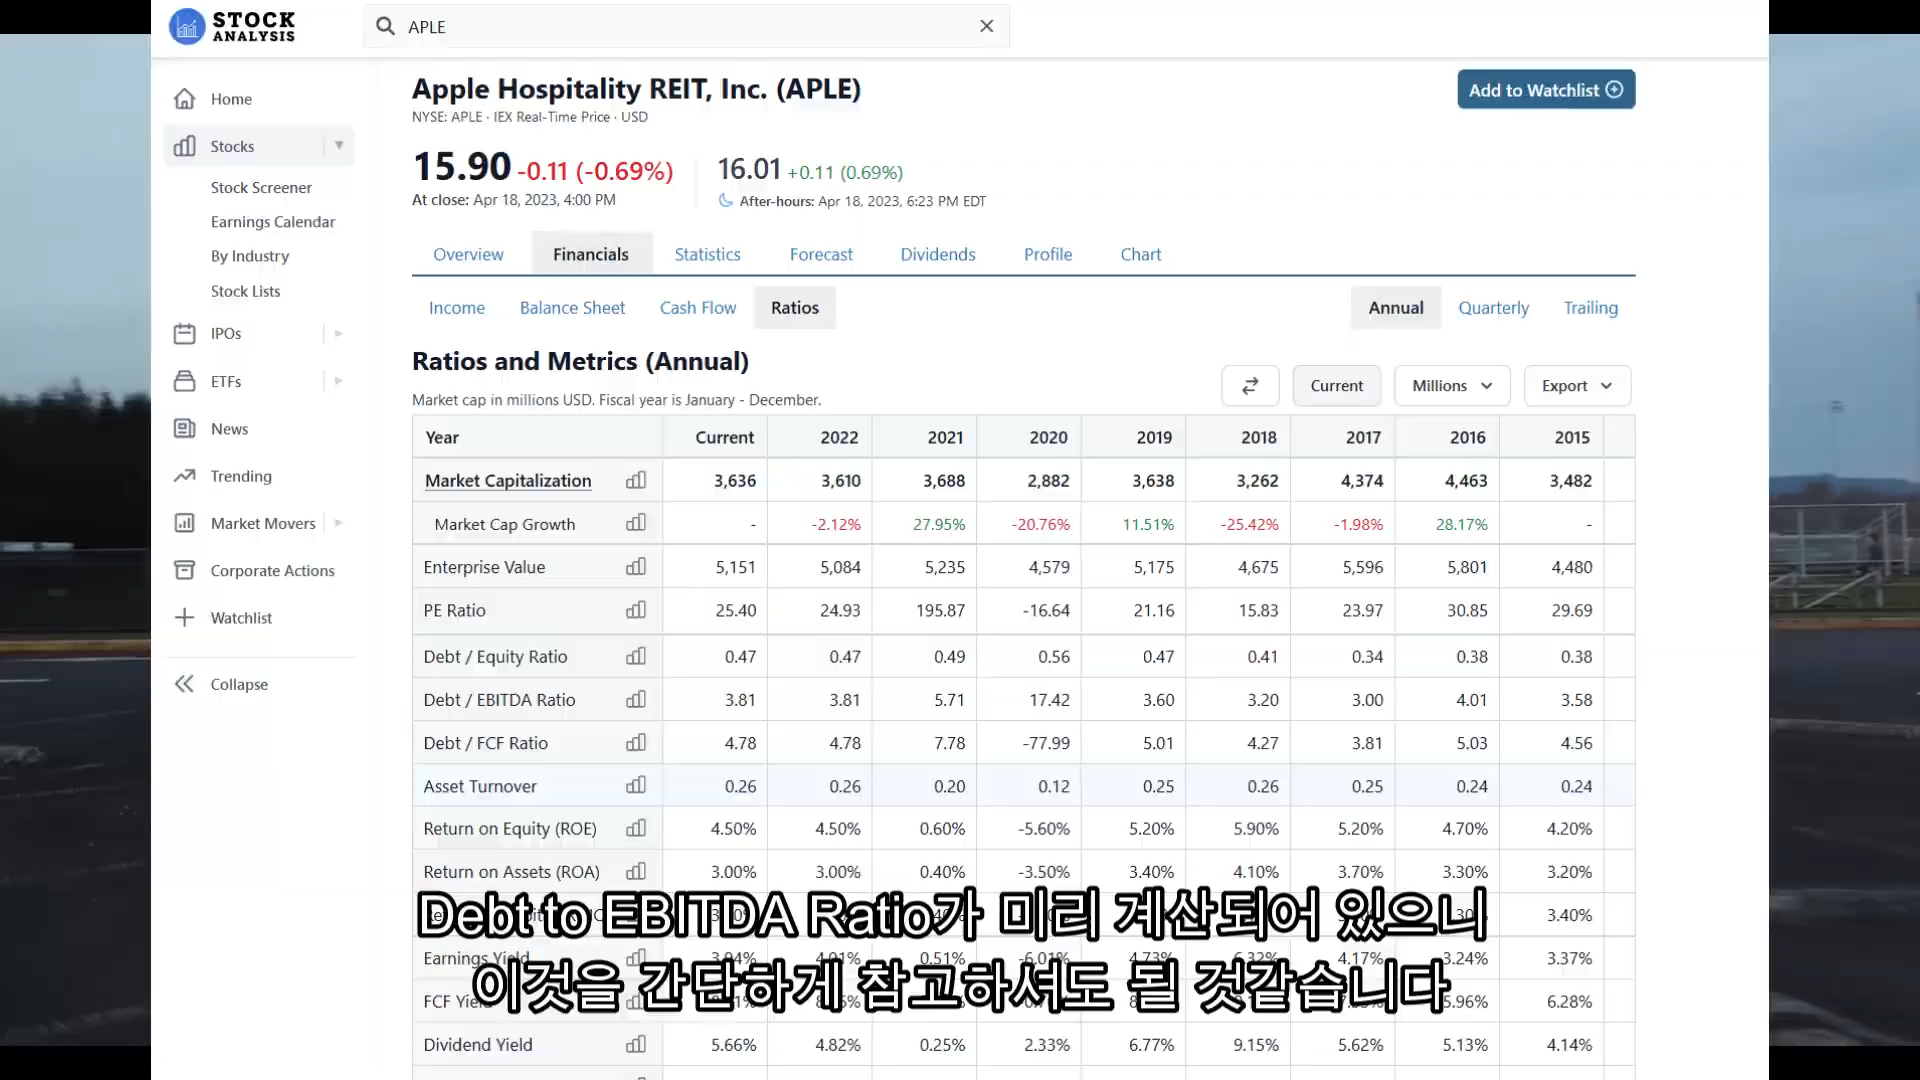 STOCK
ANALYSIS
APLE
Home
Stocks
Stock Screener
Earnings Calendar
By Industry
Stock Lists
IPOs
ETFs
News
Trending
Market Movers
Corporate Actions
Watchlist
Collapse
Apple Hospitality REIT, Inc. (APLE)
Add to Watchlist
NYSE: APLE · IEX Real-Time Price · USD
15.90 -0.11 (-0.69%) 16.01 +0.11 (0.69%)
At close: Apr 18, 2023, 4:00 PM After-hours: Apr 18, 2023, 6:23 PM EDT
Overview Financials Statistics Forecast Dividends Profile Chart
Income Balance Sheet Cash Flow Ratios Annual Quarterly Trailing
Ratios and Metrics (Annual)
Current Millions Export
Market cap in millions USD. Fiscal year is January - December.
Year Current 2022 2021 2020 2019 2018 2017 2016 2015
Market Capitalization 3,636 3,610 3,688 2,882 3,638 3,262 4,374 4,463 3,482
Market Cap Growth - -2.12% 27.95% -20.76% 11.51% -25.42% -1.98% 28.17% -
Enterprise Value 5,151 5,084 5,235 4,579 5,175 4,675 5,596 5,801 4,480
PE Ratio 25.40 24.93 195.87 -16.64 21.16 15.83 23.97 30.85 29.69
Debt / Equity Ratio 0.47 0.47 0.49 0.56 0.47 0.41 0.34 0.38 0.38
Debt / EBITDA Ratio 3.81 3.81 5.71 17.42 3.60 3.20 3.00 4.01 3.58
Debt / FCF Ratio 4.78 4.78 7.78 -77.99 5.01 4.27 3.81 5.03 4.56
Asset Turnover 0.26 0.26 0.20 0.12 0.25 0.26 0.25 0.24 0.24
Return on Equity (ROE) 4.50% 4.50% 0.60% -5.60% 5.20% 5.90% 5.20% 4.70% 4.20%
Return on Assets (ROA) 3.00% 3.00% 0.40% -3.50% 3.40% 4.10% 3.70% 3.30% 3.20%
3.40%
Debt to EBITDA Ratio가 미리 계산되어 있으니
Earnings Yield 3.94% 4.01% 0.51% -6.01% 4.73% 6.32% 4.17% 3.24% 3.37%
이것을 간단하게 참고하셔도 될 것같습니다
FCF Yield 5.96% 6.28%
Dividend Yield 5.66% 4.82% 0.25% 2.33% 6.77% 9.15% 5.62% 5.13% 4.14%